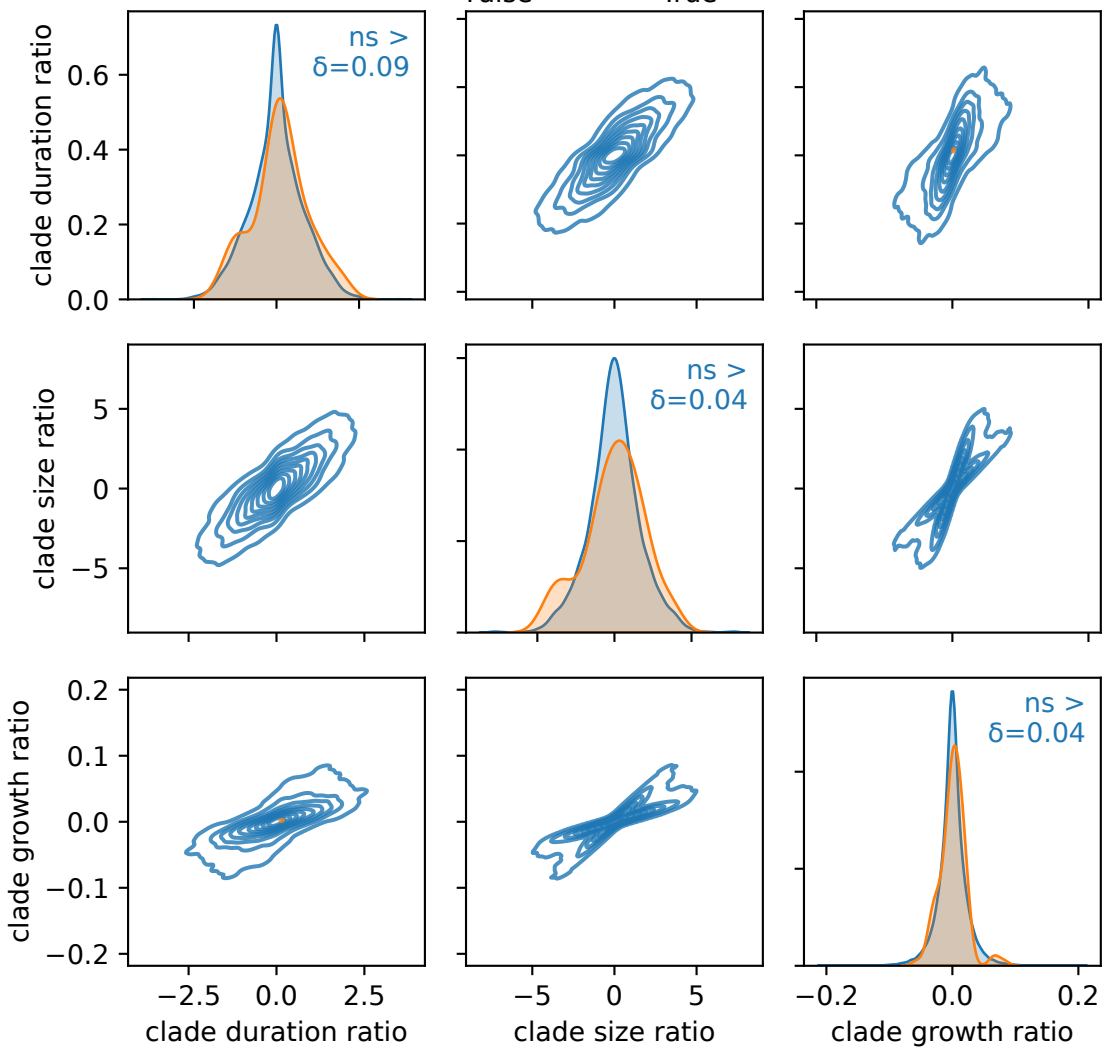 clade duration ratio
0.6
0.4
0.2
0.0
ns >
δ=0.09
clade size ratio
5
0
−5
ns >
δ=0.04
clade growth ratio
0.2
0.1
0.0
−0.1
−0.2
ns >
δ=0.04
−2.5 0.0 2.5
−5 0 5
−0.2 0.0 0.2
clade duration ratio
clade size ratio
clade growth ratio